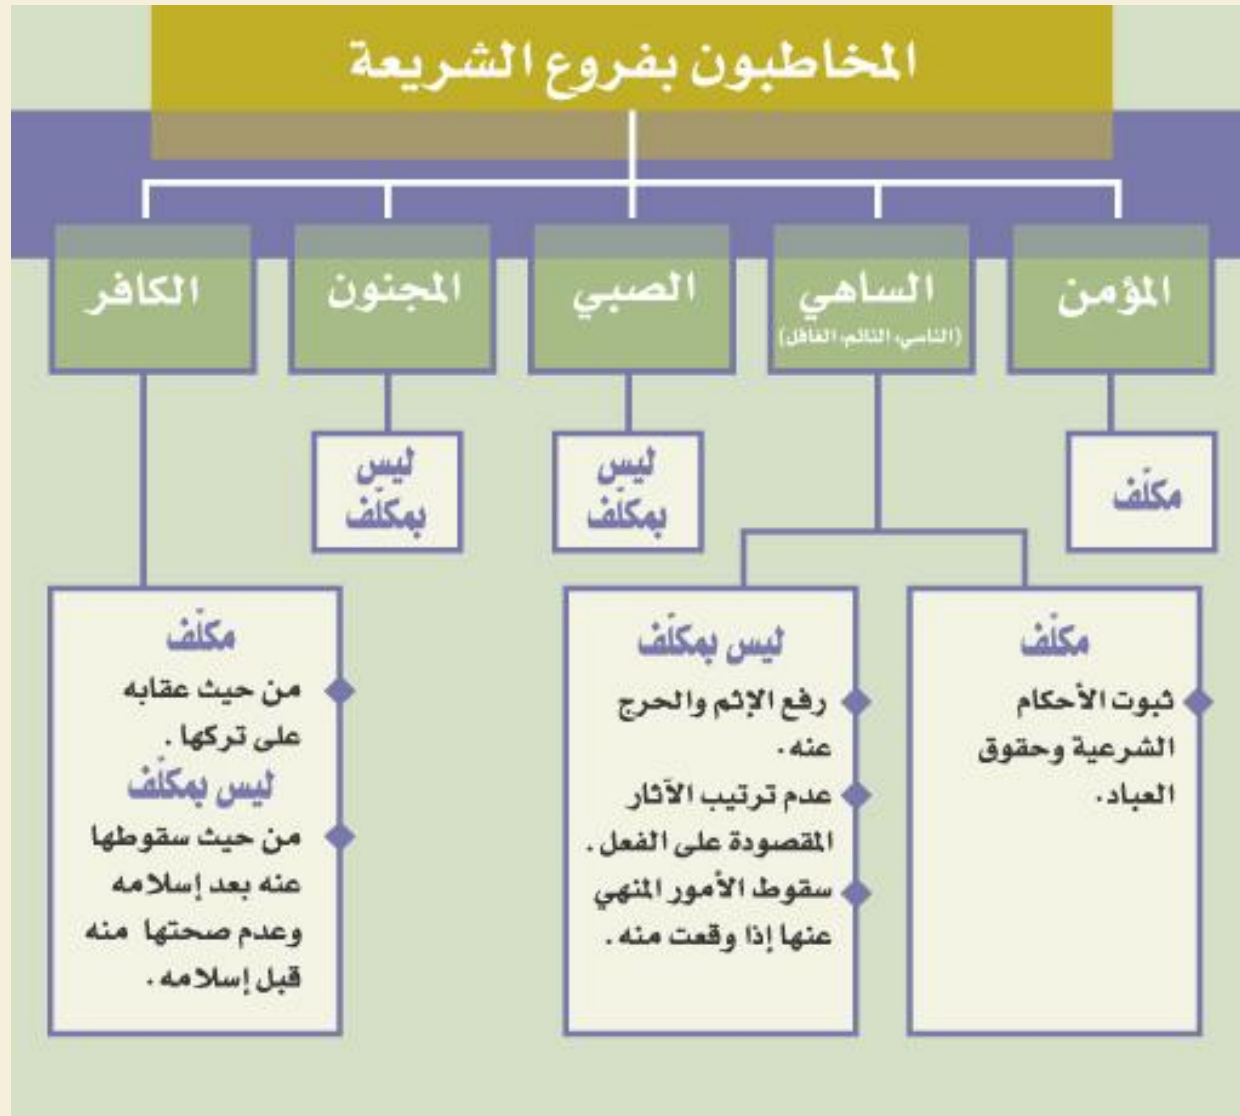 المخاطبون بفروع الشريعة
المؤمن
الساهي
(الناسي، النائم، الغافل)
الصبي
المجنون
الكافر
مكلّف
ليس
بمكلّف
ليس
بمكلّف
مكلّف
ثبوت الأحكام
الشرعية وحقوق
العباد.
ليس بمكلّف
رفع الإثم والحرج
عنه.
عدم ترتيب الآثار
المقصودة على الفعل.
سقوط الأمور المنهي
عنها إذا وقعت منه.
مكلّف
من حيث عقابه
على تركها.
ليس بمكلّف
من حيث سقوطها
عنه بعد إسلامه
وعدم صحتها منه
قبل إسلامه.